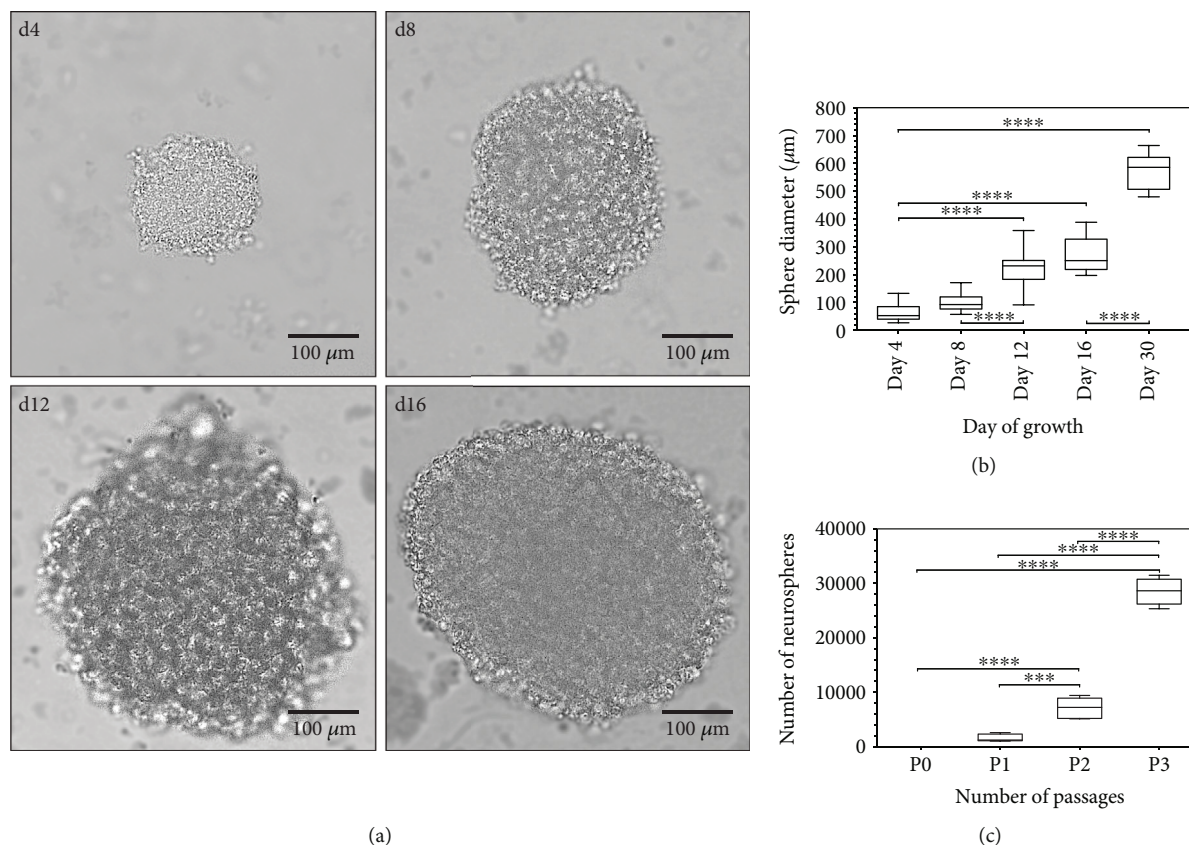 d4
100 μm
d8
100 μm
d12
100 μm
d16
100 μm
(a)
Sphere diameter (μm)
800
700
600
500
400
300
200
100
0
****
****
****
****
****
Day 4
Day 8
Day 12
Day 16
Day 30
Day of growth
(b)
Number of neurospheres
40000
30000
20000
10000
0
****
****
****
****
***
P0
P1
P2
P3
Number of passages
(c)